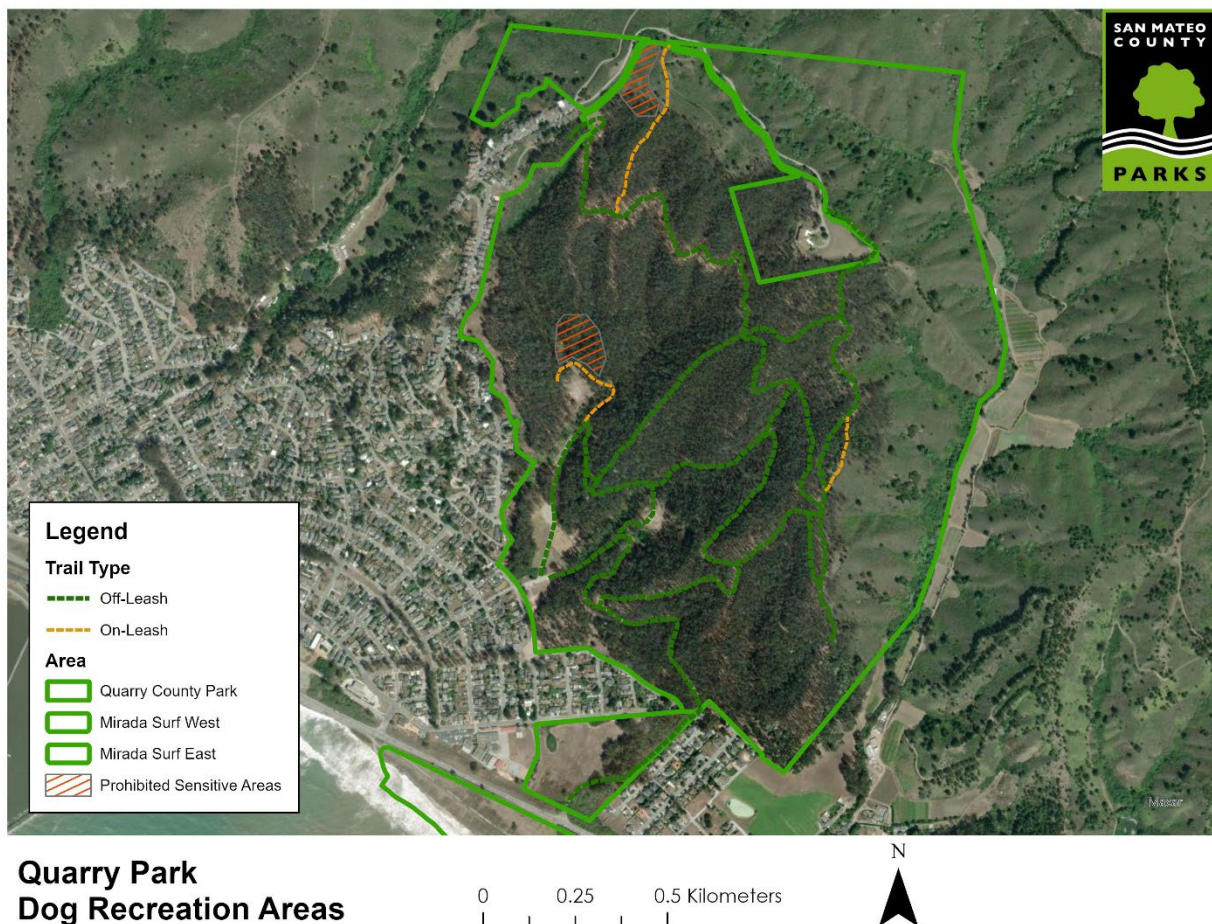 SAN MATEO
COUNTY
PARKS
Legend
Trail Type
Off-Leash
On-Leash
Area
Quarry County Park
Mirada Surf West
Mirada Surf East
Prohibited Sensitive Areas
Maxar
Quarry Park
Dog Recreation Areas
0 0.25 0.5 Kilometers
N